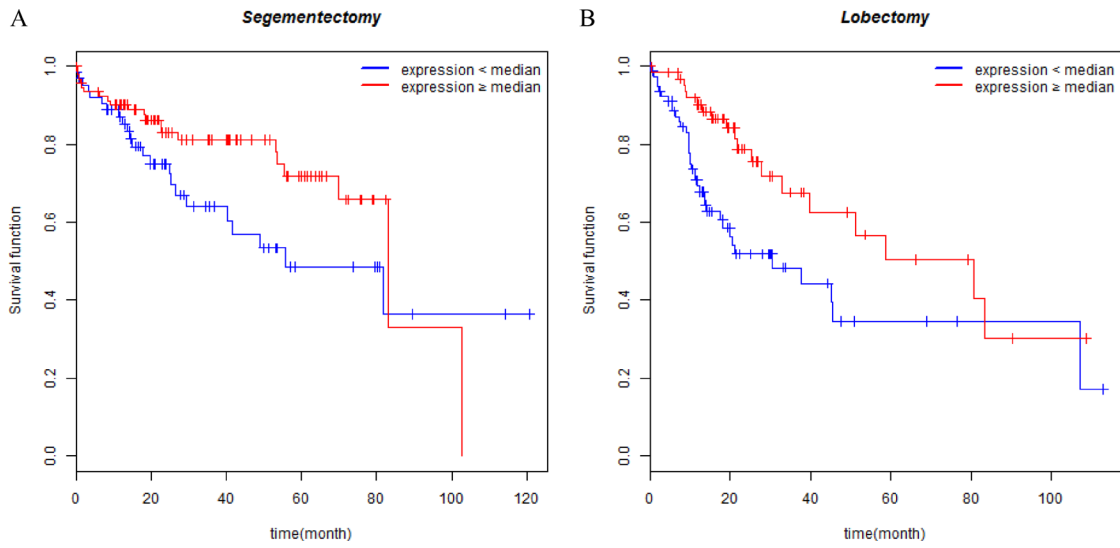 A
Segementectomy
expression < median
expression ≥ median
Survival function
0.0 0.2 0.4 0.6 0.8 1.0
0 20 40 60 80 100 120
time(month)
B
Lobectomy
expression < median
expression ≥ median
Survival function
0.0 0.2 0.4 0.6 0.8 1.0
0 20 40 60 80 100
time(month)